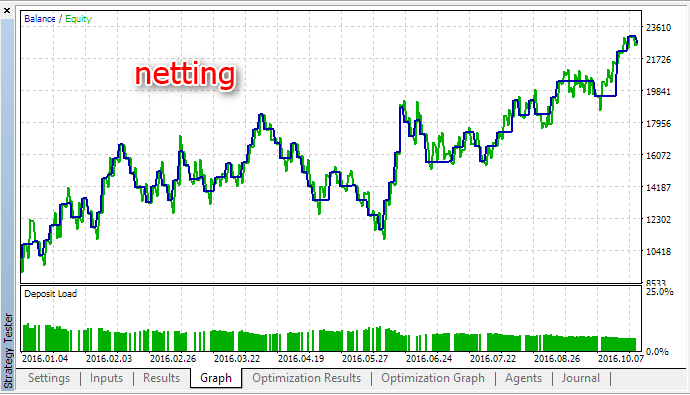 Balance / Equity
netting
23610
21726
19841
17956
16072
14187
12302
10418
8533
Deposit Load
25.0%
0.0%
2016.01.04 2016.02.03 2016.02.26 2016.03.22 2016.04.19 2016.05.27 2016.06.24 2016.07.22 2016.08.26 2016.10.07
Strategy Tester
Settings Inputs Results Graph Optimization Results Optimization Graph Agents Journal